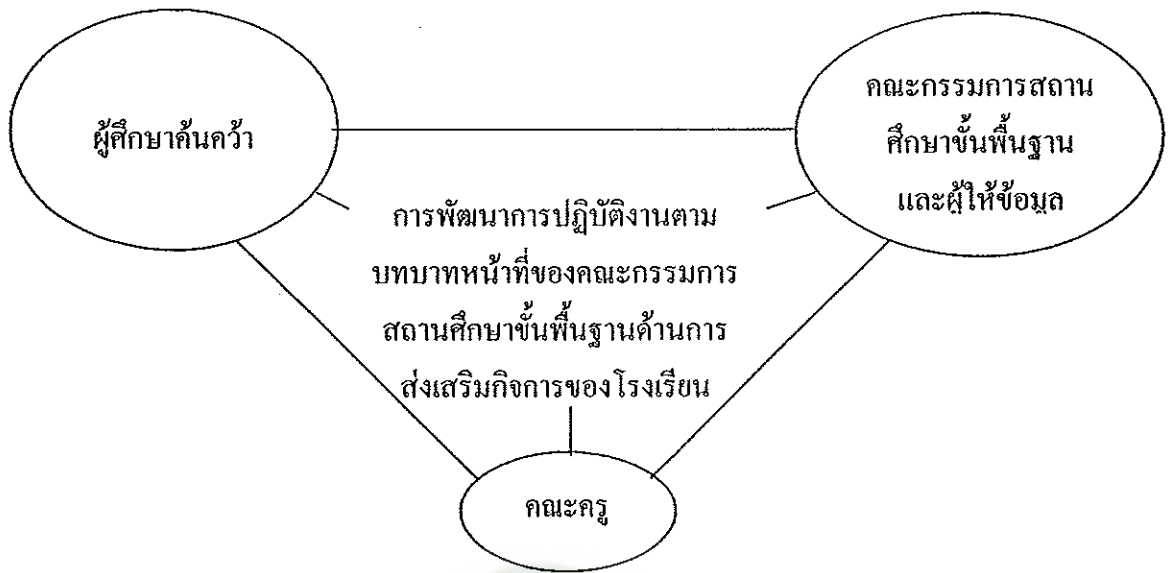 ผู้ศึกษาค้นคว้า
คณะกรรมการสถาน
ศึกษาขั้นพื้นฐาน
และผู้ให้ข้อมูล
การพัฒนาการปฏิบัติงานตาม
บทบาทหน้าที่ของคณะกรรมการ
สถานศึกษาขั้นพื้นฐานด้านการ
ส่งเสริมกิจการของโรงเรียน
คณะครู